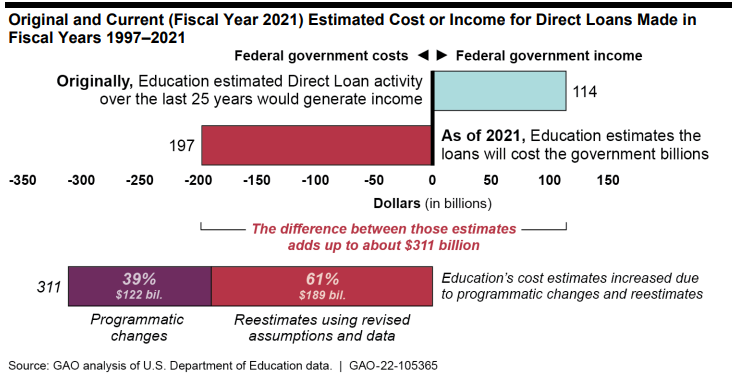 Original and Current (Fiscal Year 2021) Estimated Cost or Income for Direct Loans Made in
Fiscal Years 1997–2021
Federal government costs ◄ ► Federal government income
Originally, Education estimated Direct Loan activity
over the last 25 years would generate income
114
197
As of 2021, Education estimates the
loans will cost the government billions
-350 -300 -250 -200 -150 -100 -50 0 50 100 150
Dollars (in billions)
The difference between those estimates
adds up to about $311 billion
311
39%
$122 bil.
61%
$189 bil.
Education's cost estimates increased due
to programmatic changes and reestimates
Programmatic
changes
Reestimates using revised
assumptions and data
Source: GAO analysis of U.S. Department of Education data. | GAO-22-105365